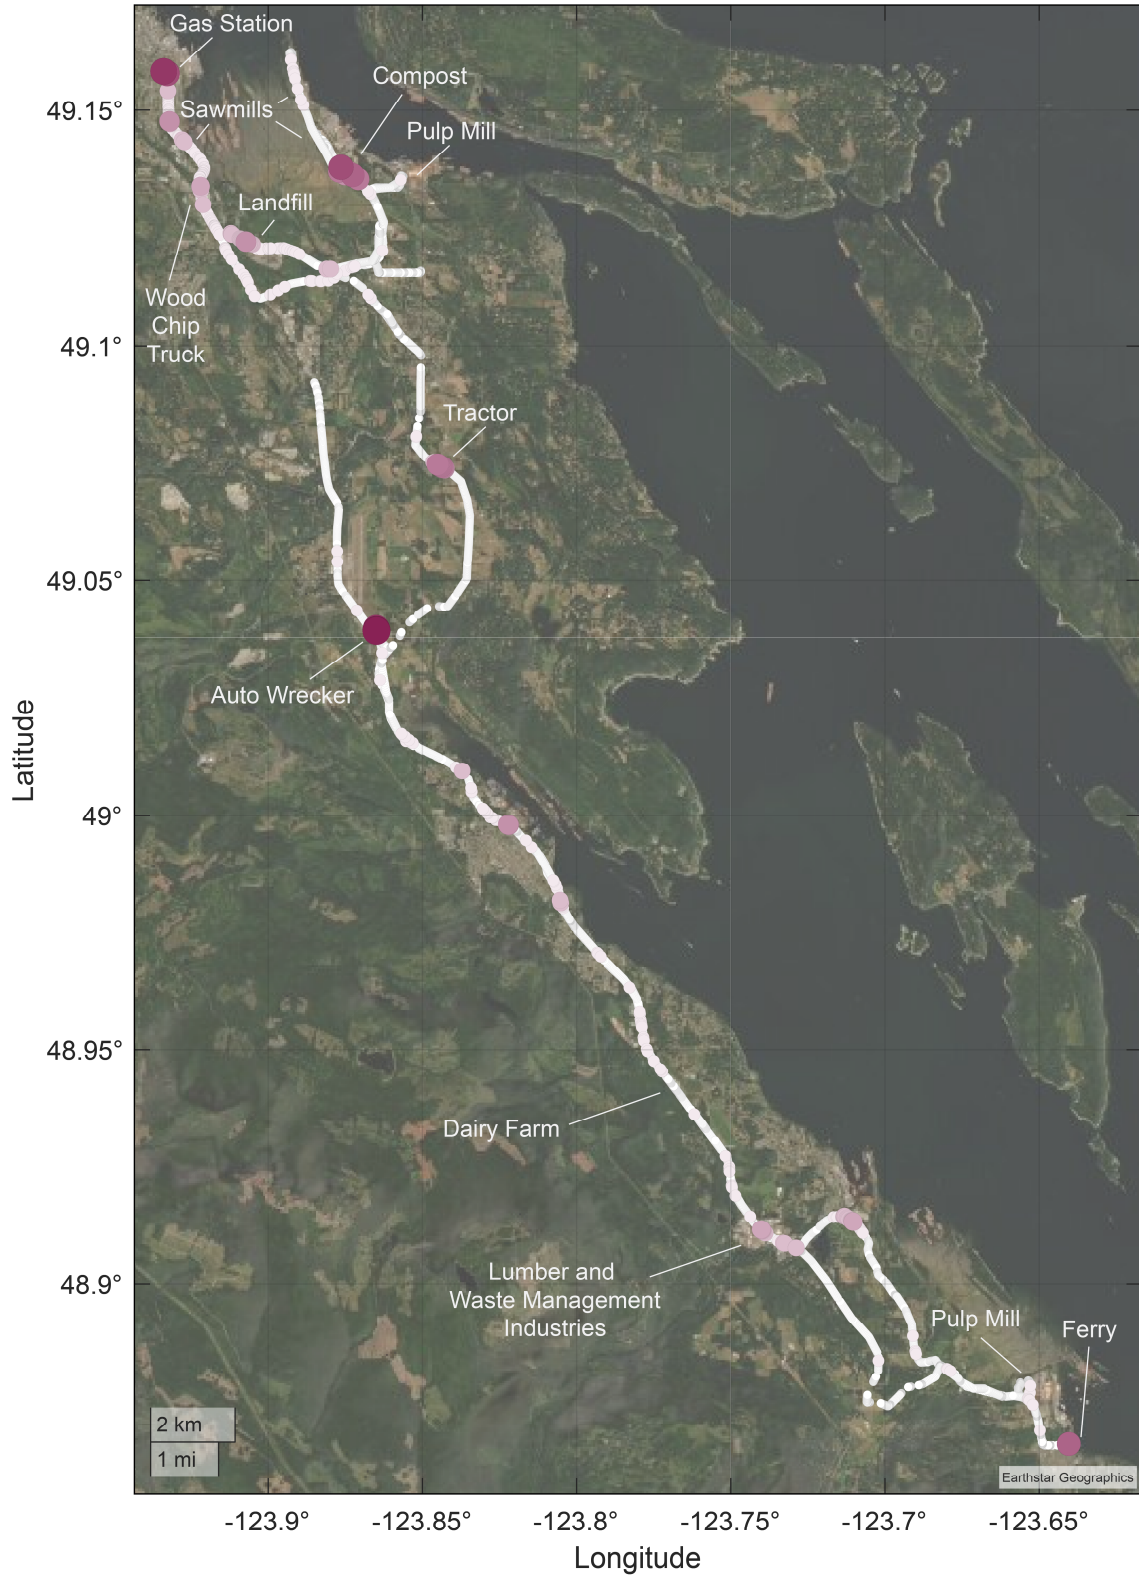 Gas Station
Compost
Sawmills
Pulp Mill
Landfill
Wood
Chip
Truck
Tractor
Auto Wrecker
Dairy Farm
Lumber and
Waste Management
Industries
Pulp Mill
Ferry
49.15°
49.1°
49.05°
49°
48.95°
48.9°
Latitude
2 km
1 mi
Earthstar Geographics
-123.9°
-123.85°
-123.8°
-123.75°
-123.7°
-123.65°
Longitude